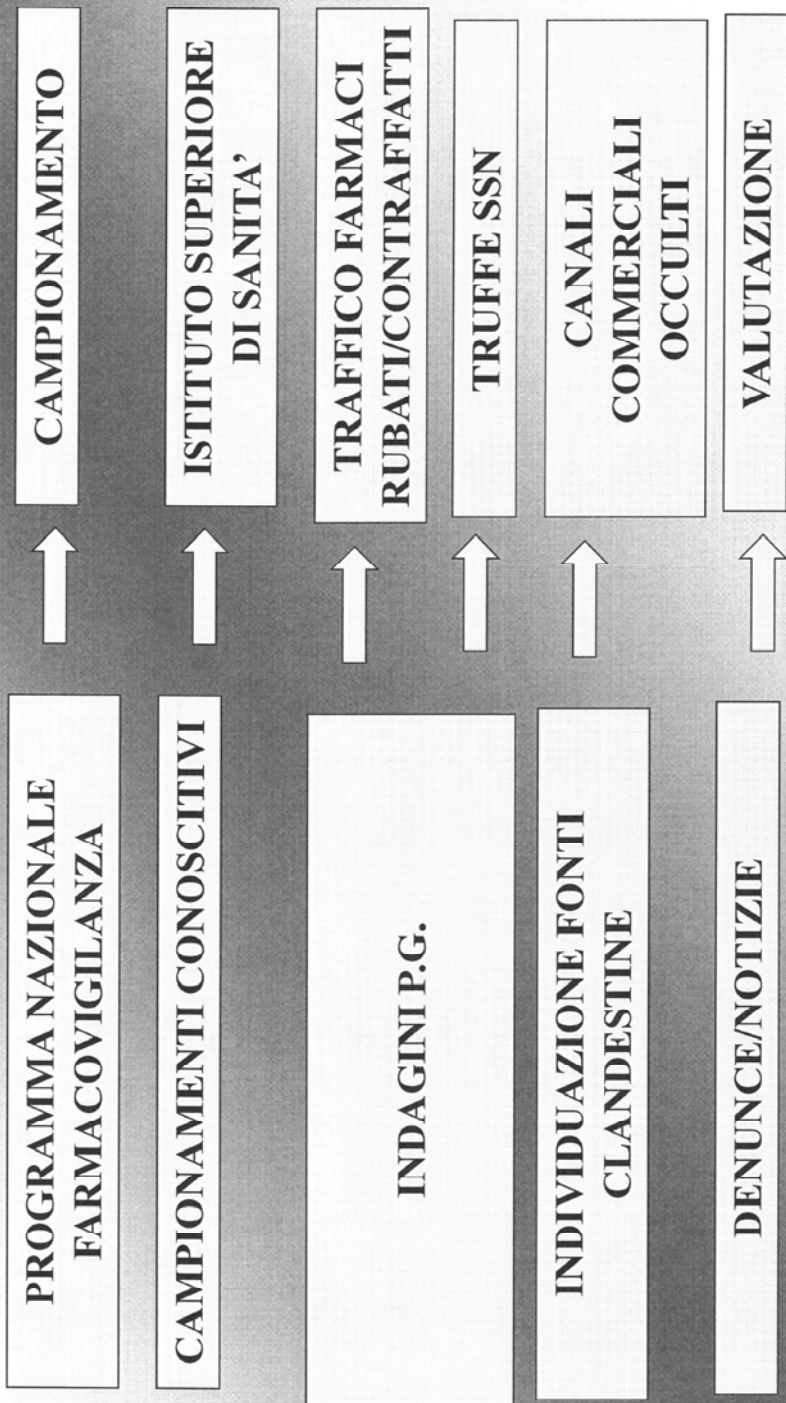 PROGRAMMA NAZIONALE
FARMACOVIGILANZA
CAMPIONAMENTO
CAMPIONAMENTI CONOSCITIVI
ISTITUTO SUPERIORE
DI SANITA'
INDAGINI P.G.
TRAFFICO FARMACI
RUBATI/CONTRAFFATTI
TRUFFE SSN
INDIVIDUAZIONE FONTI
CLANDESTINE
CANALI
COMMERCIALI
OCCULTI
DENUNCE/NOTIZIE
VALUTAZIONE